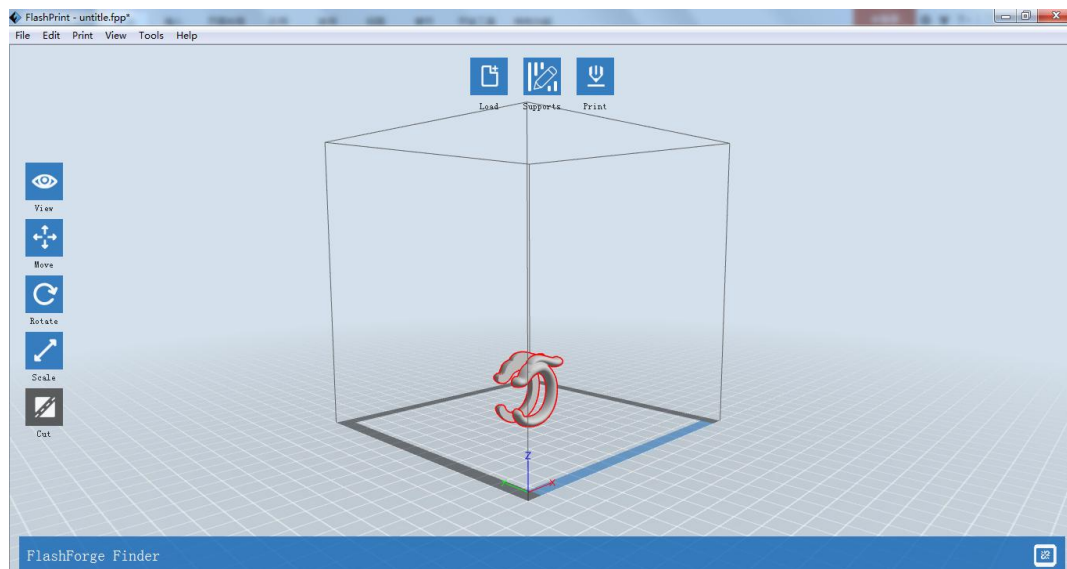 FlashPrint - untitle.fpp*
File Edit Print View Tools Help
Load Supports Print
View
Move
Rotate
Scale
Cut
Z
X
FlashForge Finder